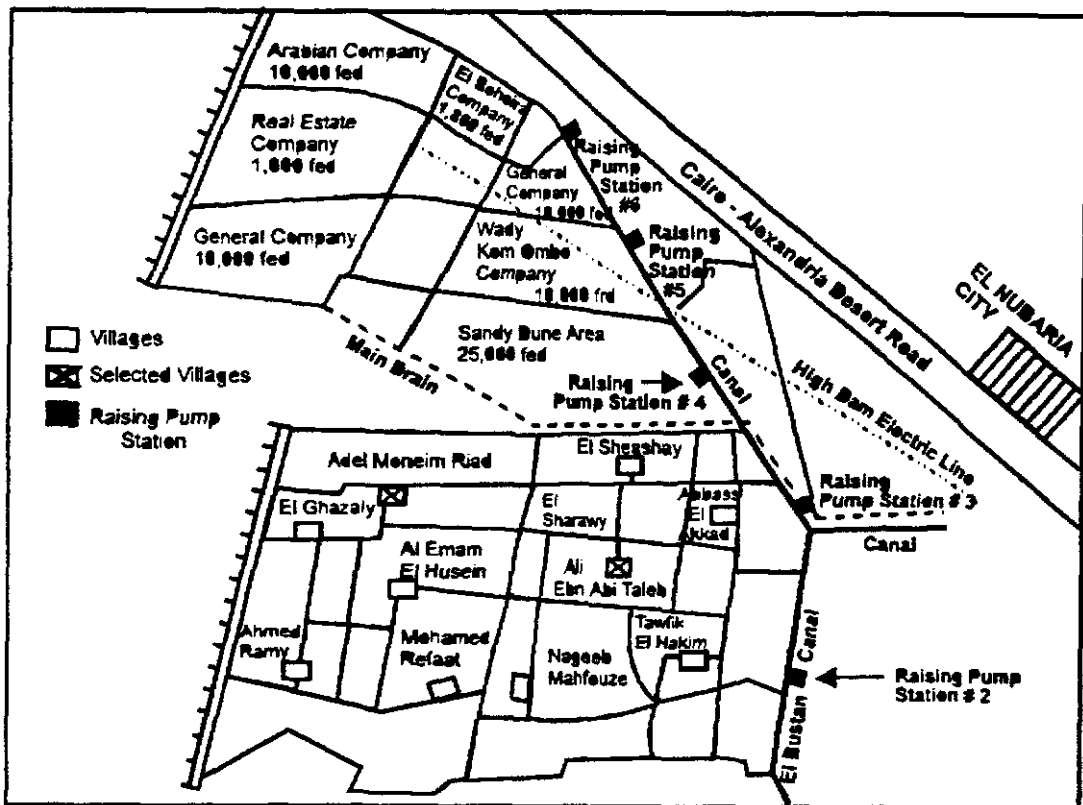 Arabian Company
10,000 fed
El Beheira
Company
1,800 fed
Real Estate
Company
1,000 fed
General Company
10,000 fed
General
Company
10,000 fed
Wady
Kom Ombo
Company
10,000 frd
Sandy Dune Area
25,000 fed
Main Drain
Raising
Pump
Station
#6
Raising
Pump
Station
#5
Raising
Pump Station # 4
Canal
Cairo - Alexandria Desert Road
EL NUBARIA
CITY
High Dam Electric Line
Raising
Pump Station # 3
Canal
Villages
Selected Villages
Raising Pump
Station
Adel Moneim Riad
El Shegshay
El Ghazaly
El
Sharawy
Abbass
El
Akkad
Al Emam
El Husein
Ali
Ebn Abi Taleb
Ahmed
Ramy
Mohamed
Refaat
Nageeb
Mahfouze
Tawfik
El Hakim
El Bustan Canal
Raising Pump
Station # 2